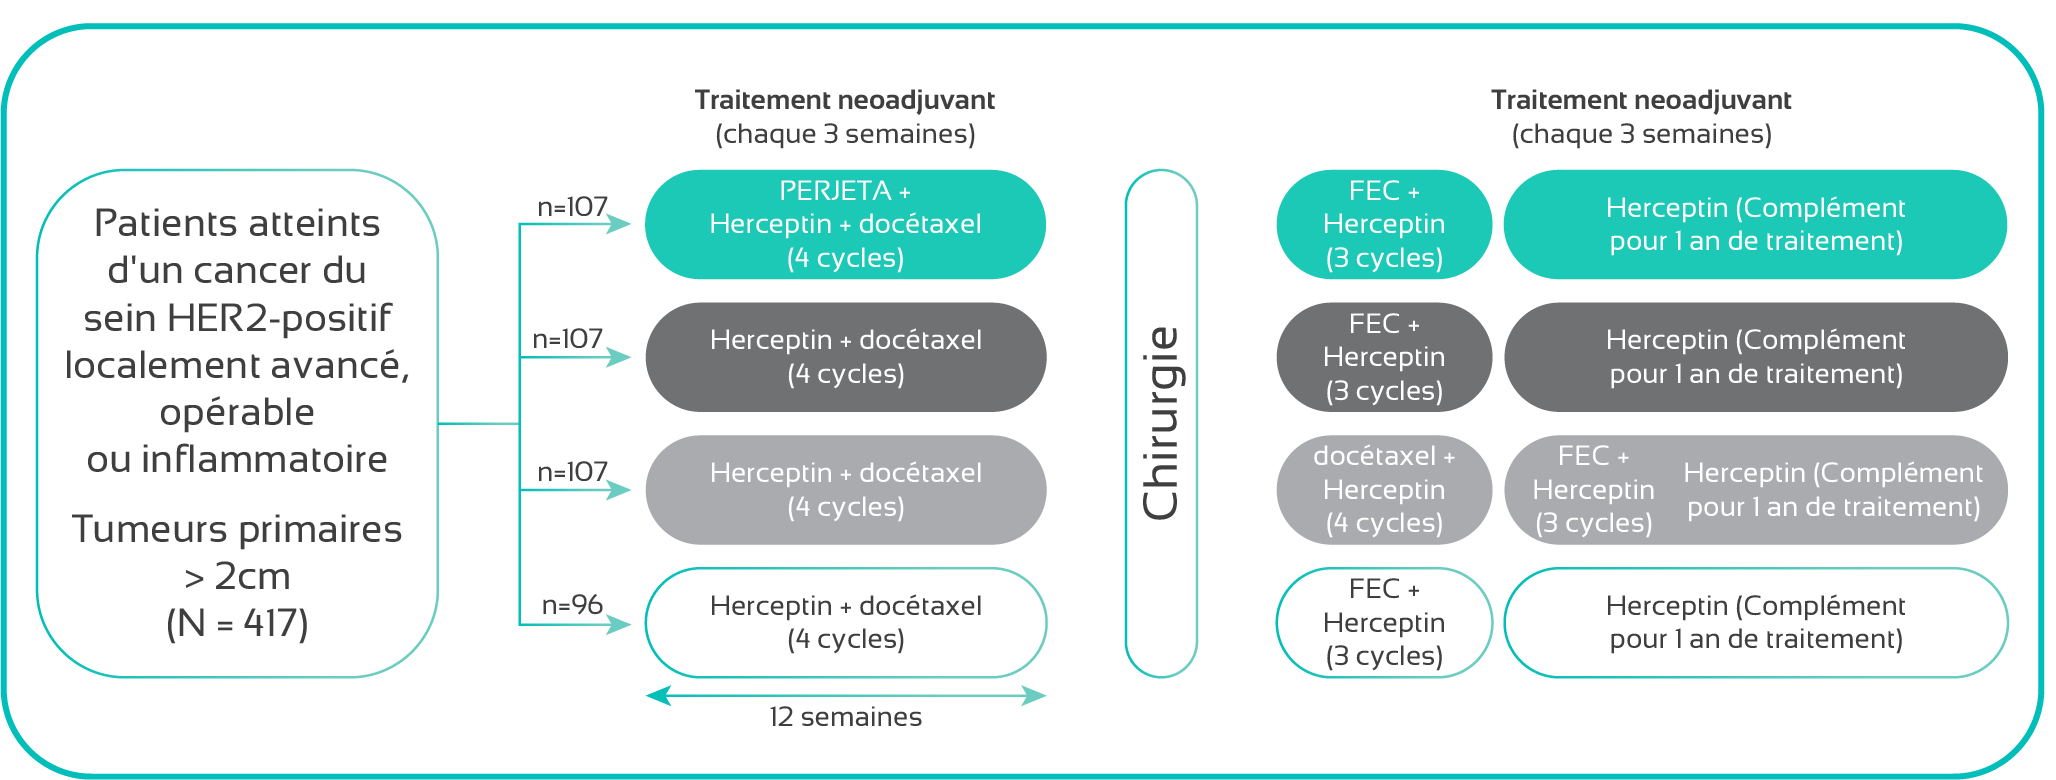 Patients atteints
d'un cancer du
sein HER2-positif
localement avancé,
opérable
ou inflammatoire
Tumeurs primaires
> 2cm
(N = 417)
n=107
n=107
n=107
n=96
Traitement neoadjuvant
(chaque 3 semaines)
PERJETA +
Herceptin + docétaxel
(4 cycles)
Herceptin + docétaxel
(4 cycles)
Herceptin + docétaxel
(4 cycles)
Herceptin + docétaxel
(4 cycles)
12 semaines
Chirurgie
Traitement neoadjuvant
(chaque 3 semaines)
FEC +
Herceptin
(3 cycles)
Herceptin (Complément
pour 1 an de traitement)
FEC +
Herceptin
(3 cycles)
Herceptin (Complément
pour 1 an de traitement)
docétaxel +
Herceptin
(4 cycles)
FEC +
Herceptin
(3 cycles)
Herceptin (Complément
pour 1 an de traitement)
FEC +
Herceptin
(3 cycles)
Herceptin (Complément
pour 1 an de traitement)